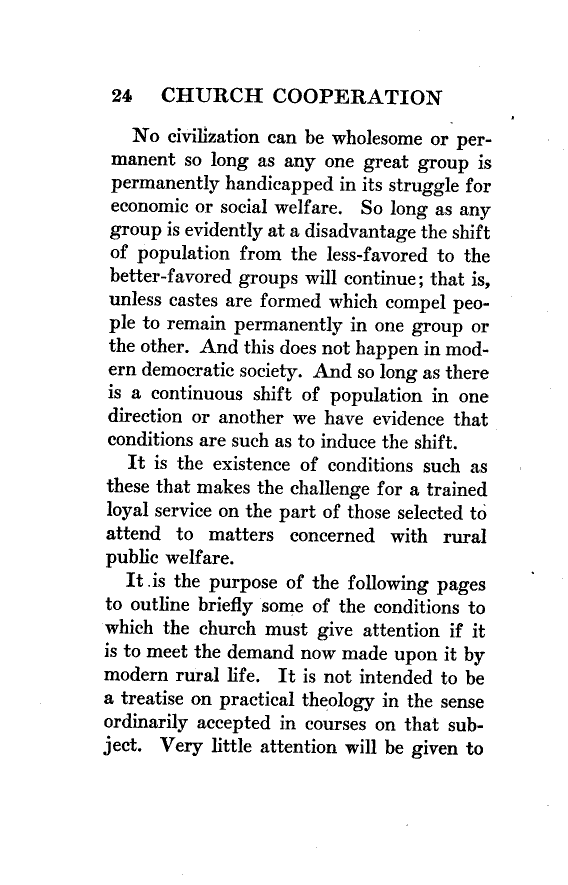 24 CHURCH COOPERATION
No civilization can be wholesome or per-
manent so long as any one great group is
permanently handicapped in its struggle for
economic or social welfare. So long as any
group is evidently at a disadvantage the shift
of population from the less-favored to the
better-favored groups will continue; that is,
unless castes are formed which compel peo-
ple to remain permanently in one group or
the other. And this does not happen in mod-
ern democratic society. And so long as there
is a continuous shift of population in one
direction or another we have evidence that
conditions are such as to induce the shift.
It is the existence of conditions such as
these that makes the challenge for a trained
loyal service on the part of those selected to
attend to matters concerned with rural
public welfare.
It is the purpose of the following pages
to outline briefly some of the conditions to
which the church must give attention if it
is to meet the demand now made upon it by
modern rural life. It is not intended to be
a treatise on practical theology in the sense
ordinarily accepted in courses on that sub-
ject. Very little attention will be given to